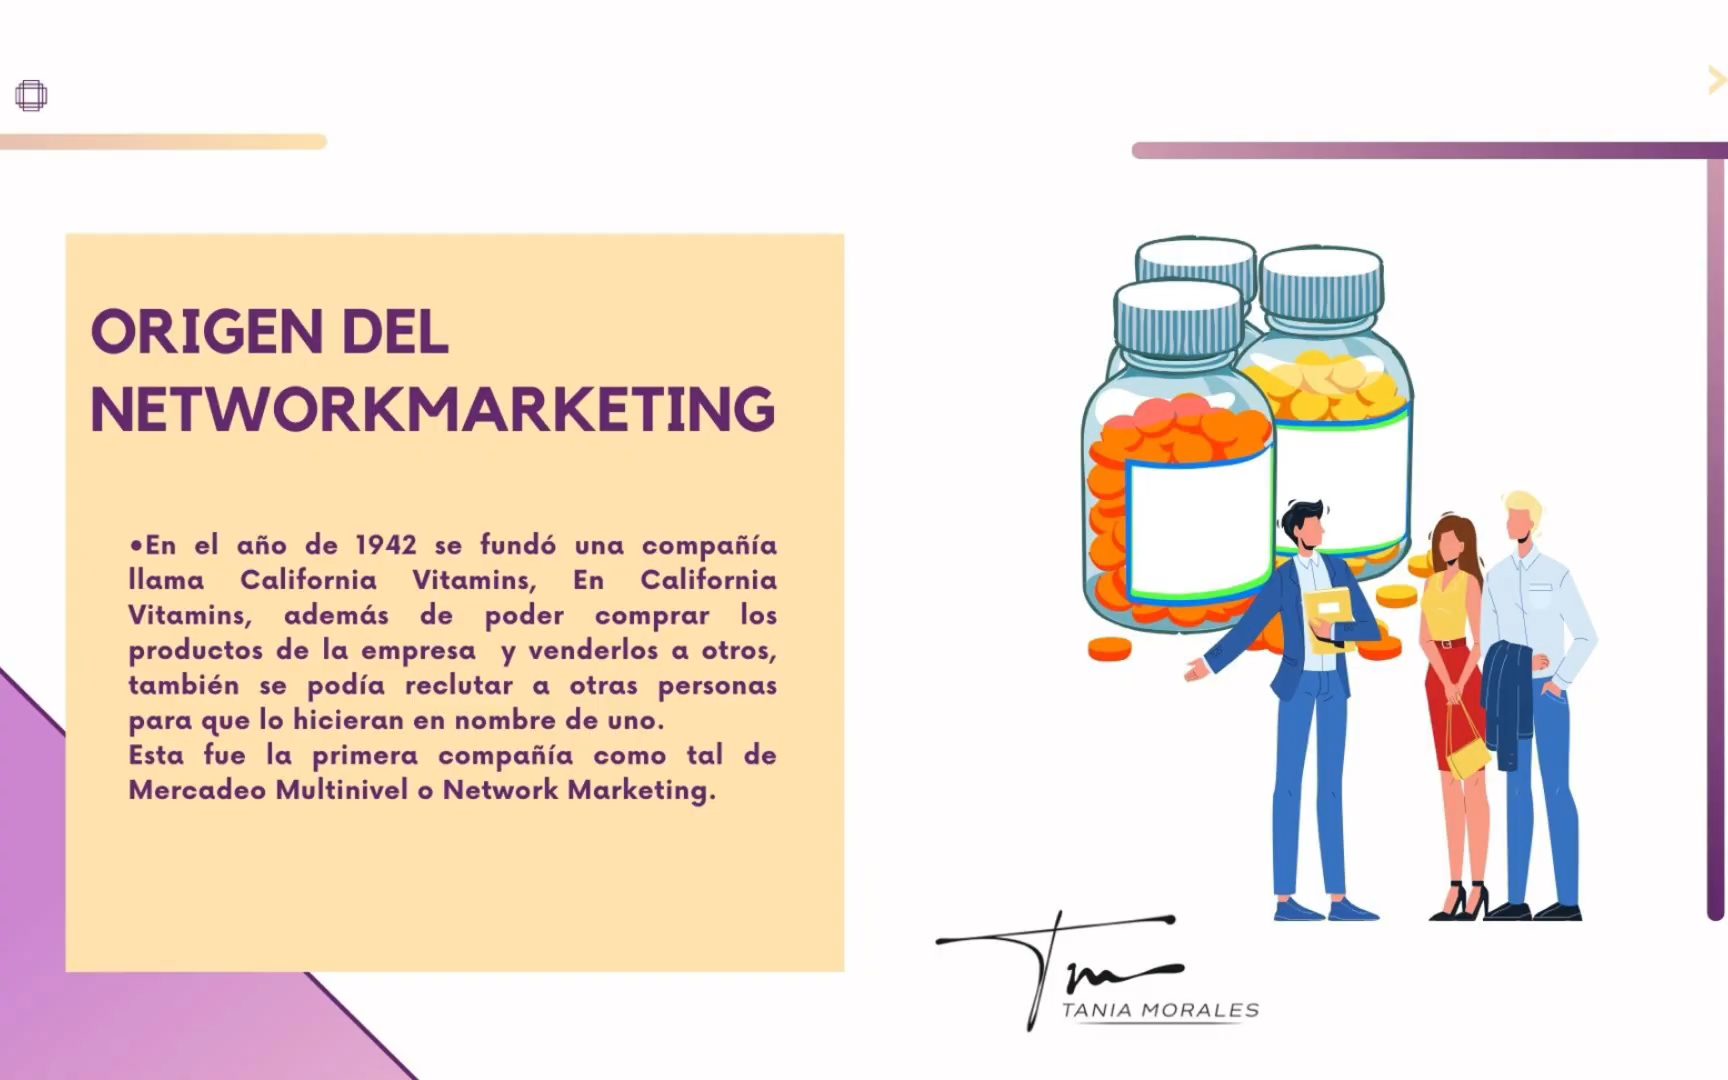 ORIGEN DEL
NETWORKMARKETING
•En el año de 1942 se fundó una compañía
llama California Vitamins, En California
Vitamins, además de poder comprar los
productos de la empresa y venderlos a otros,
también se podía reclutar a otras personas
para que lo hicieran en nombre de uno.
Esta fue la primera compañía como tal de
Mercadeo Multinivel o Network Marketing.
Tm
TANIA MORALES